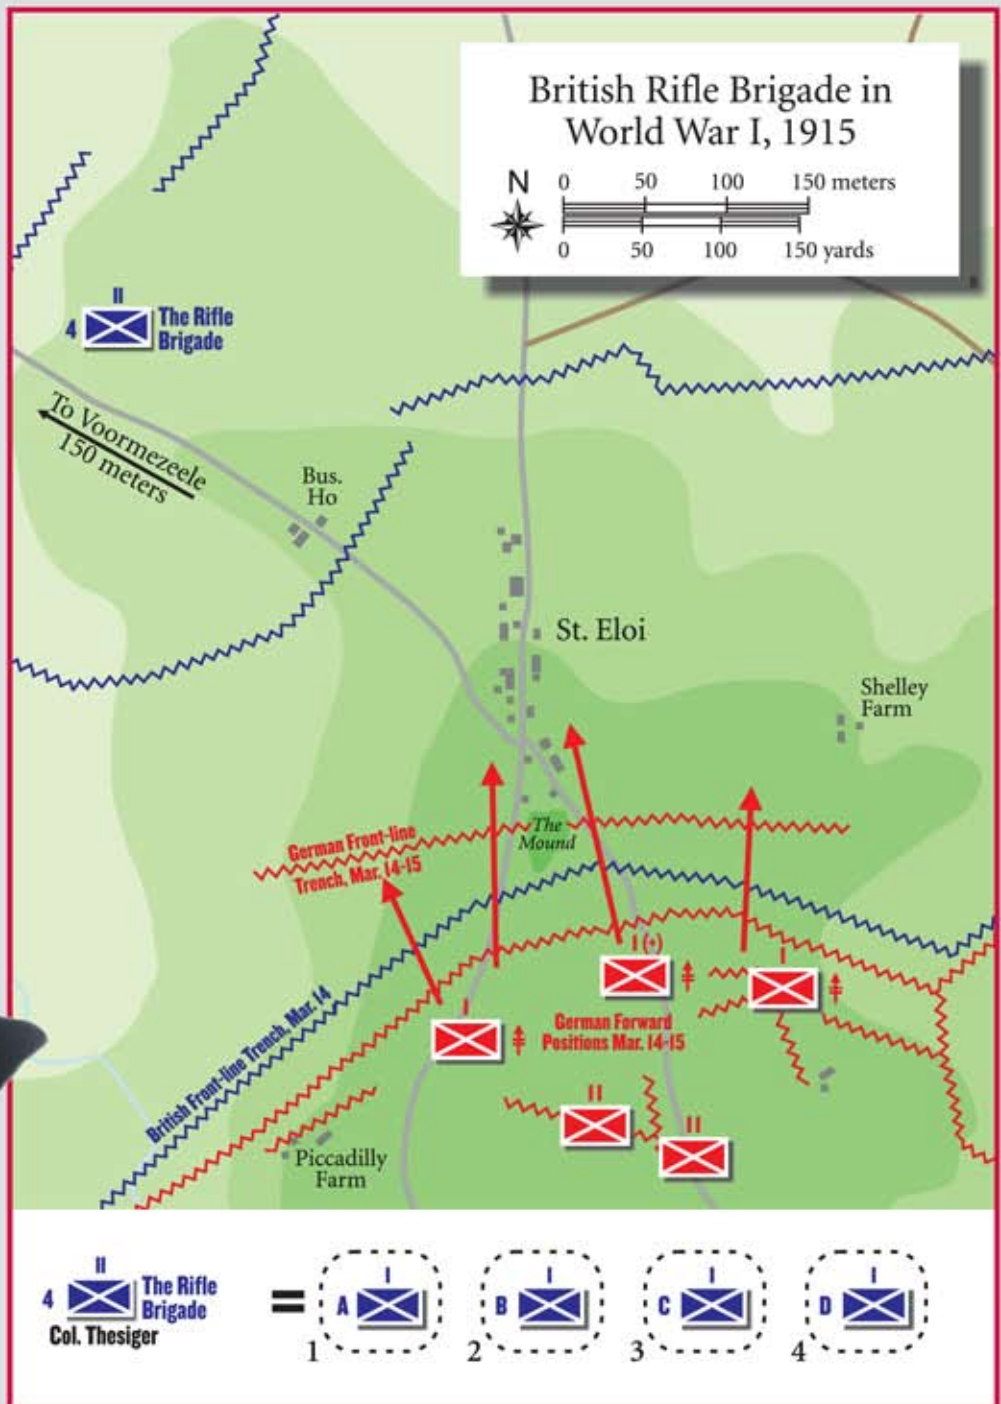 British Rifle Brigade in
World War I, 1915
N
0 50 100 150 meters
0 50 100 150 yards
II
4 The Rifle
Brigade
To Voormezeele
150 meters
Bus.
Ho
St. Eloi
Shelley
Farm
The
Mound
German Front-line
Trench, Mar. 14-15
I (+)
I
I
British Front-line Trench, Mar. 14
German Forward
Positions Mar. 14-15
II
II
Piccadilly
Farm
II
4 The Rifle
Brigade
Col. Thesiger
=
I I I I
A B C D
1 2 3 4